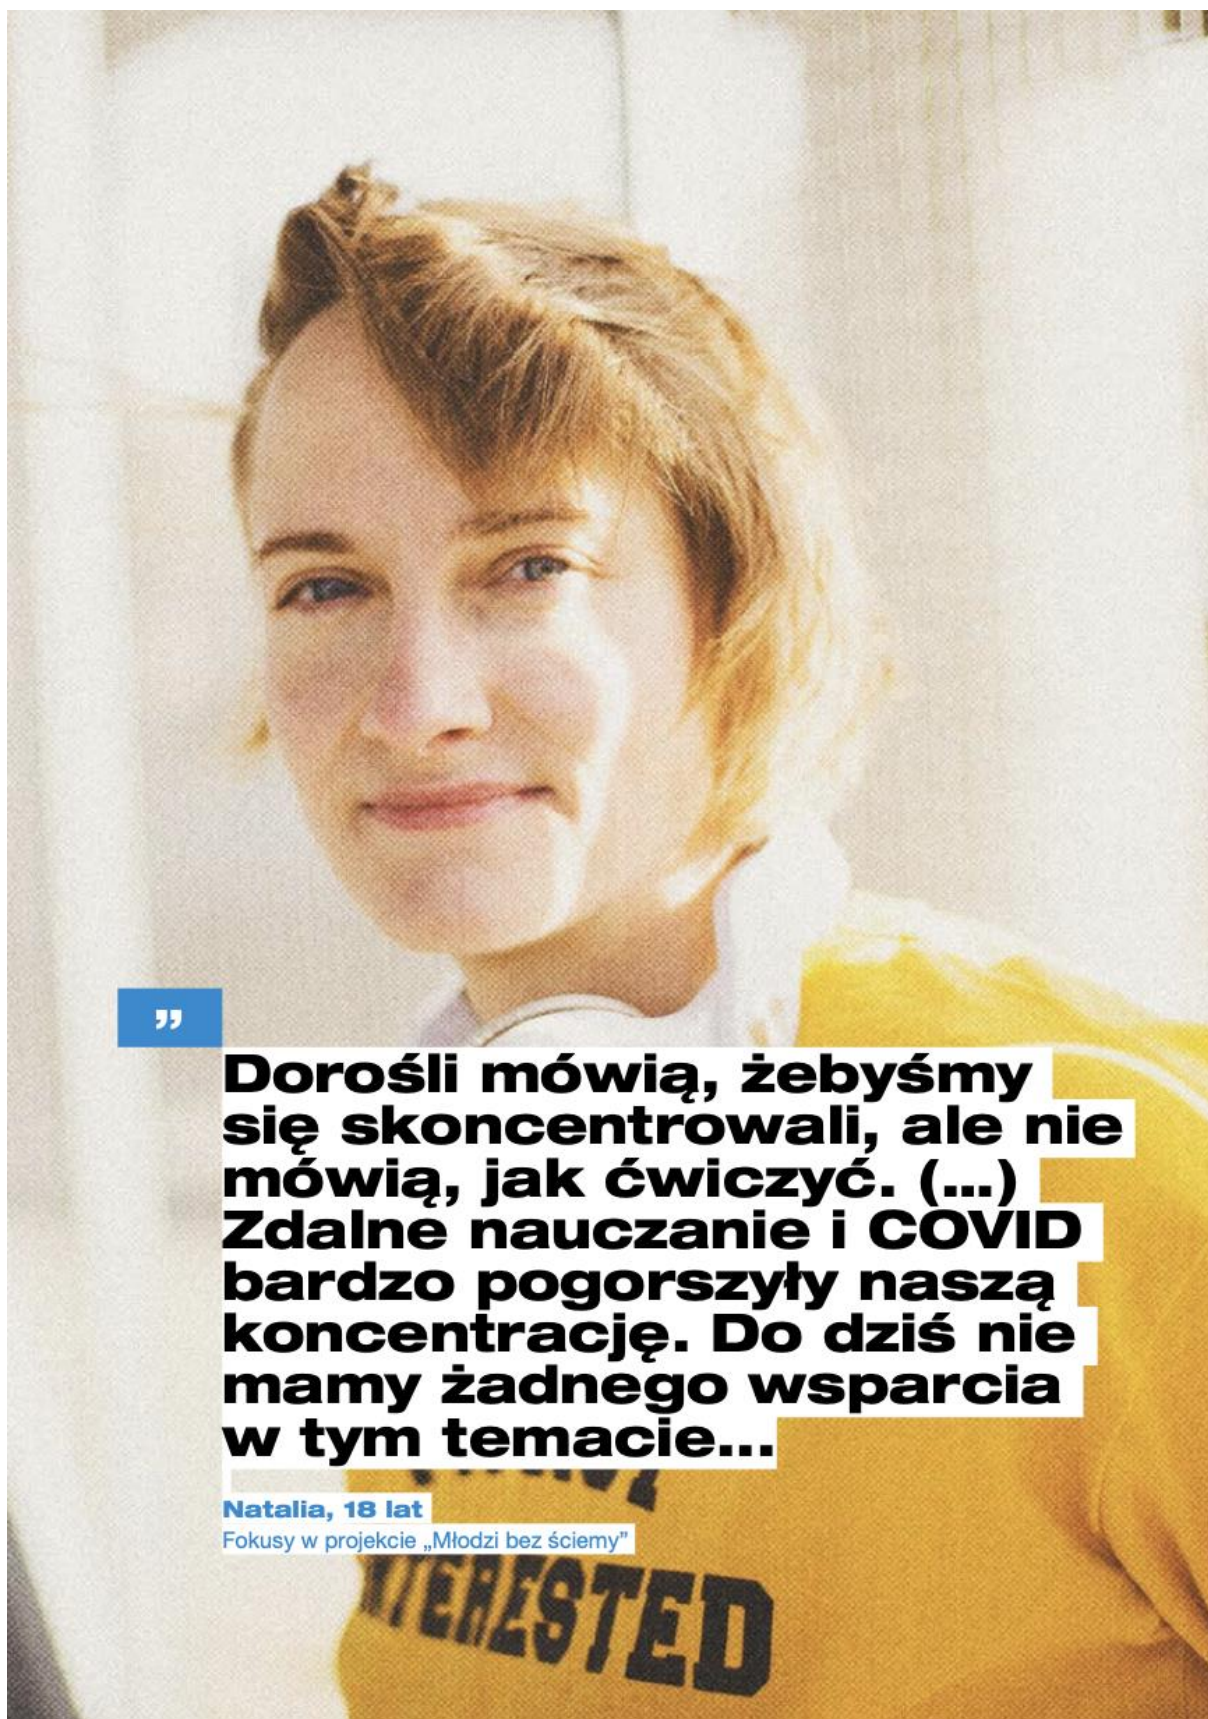 ”
Dorośli mówią, żebyśmy
się skoncentrowali, ale nie
mówią, jak ćwiczyć. (...)
Zdalne nauczanie i COVID
bardzo pogorszyły naszą
koncentrację. Do dziś nie
mamy żadnego wsparcia
w tym temacie...
Natalia, 18 lat
Fokusy w projekcie „Młodzi bez ściemy”
INTERESTED